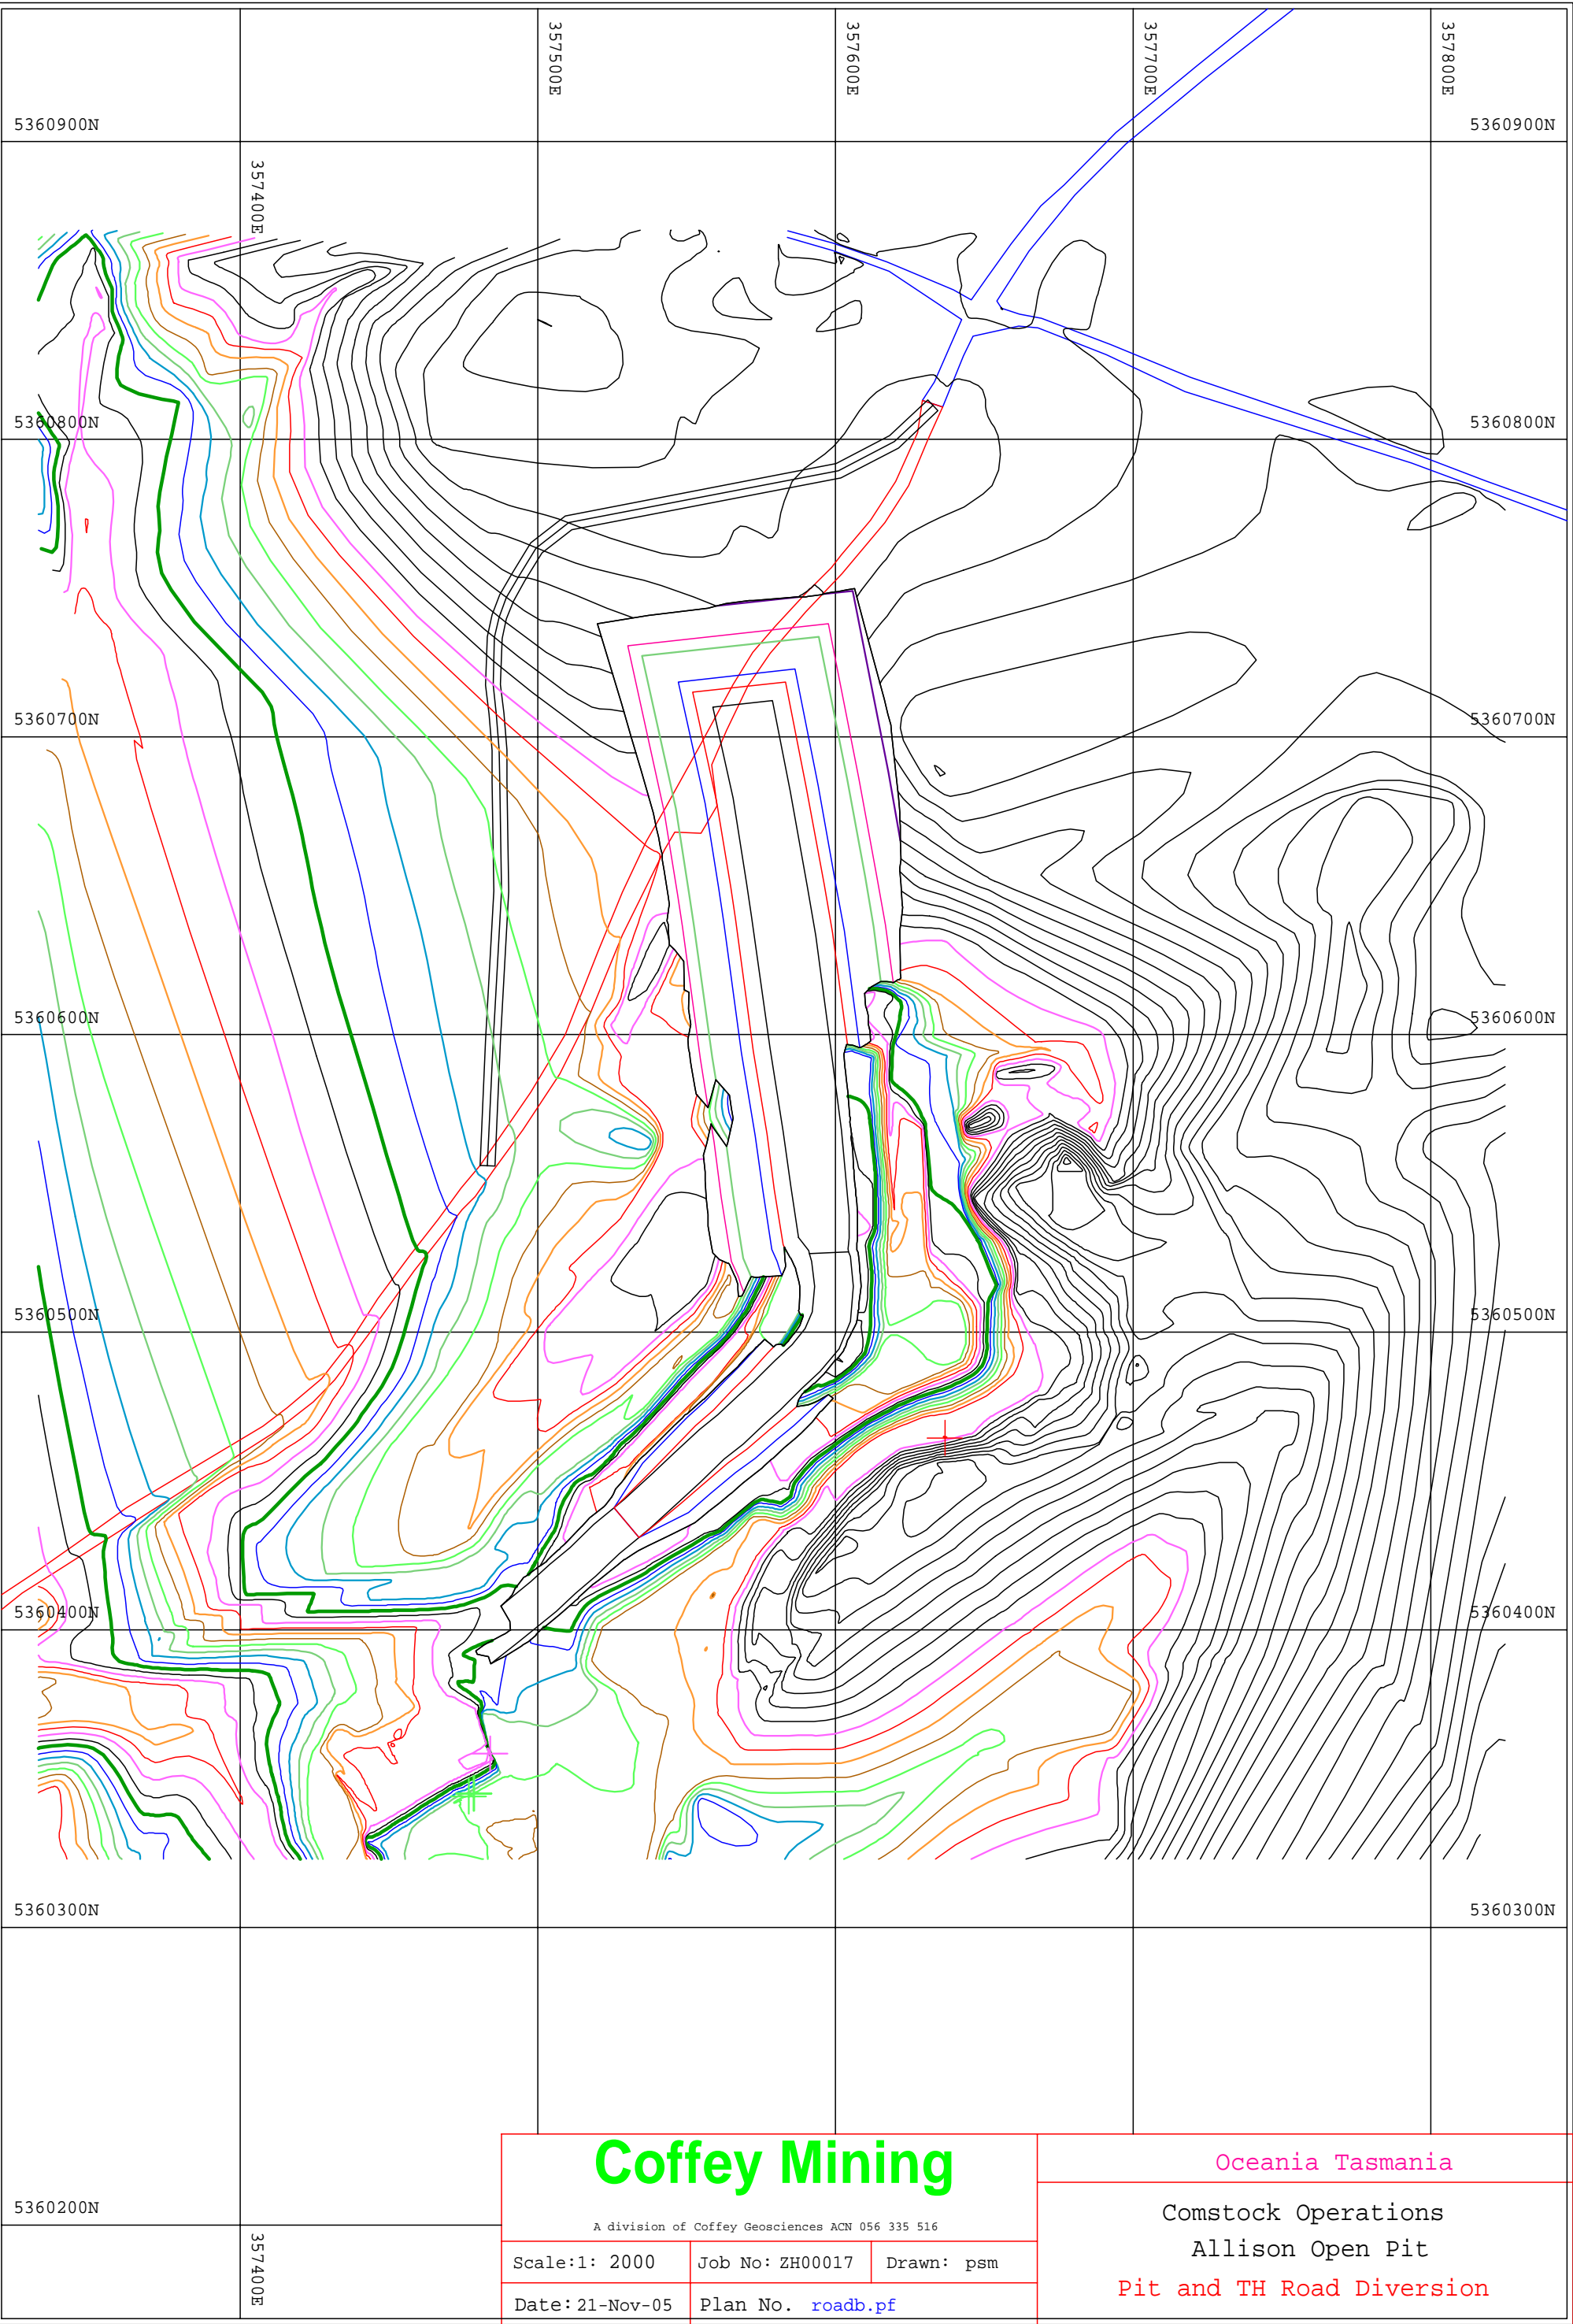 357500E
357600E
357700E
357800E
5360900N
5360900N
357400E
5360800N
5360800N
5360700N
5360700N
5360600N
5360600N
5360500N
5360500N
5360400N
5360400N
5360300N
5360300N
5360200N
357400E
Coffey Mining
A division of Coffey Geosciences ACN 056 335 516
Scale:1: 2000
Job No: ZH00017
Drawn: psm
Date: 21-Nov-05
Plan No. roadb.pf
Oceania Tasmania
Comstock Operations
Allison Open Pit
Pit and TH Road Diversion